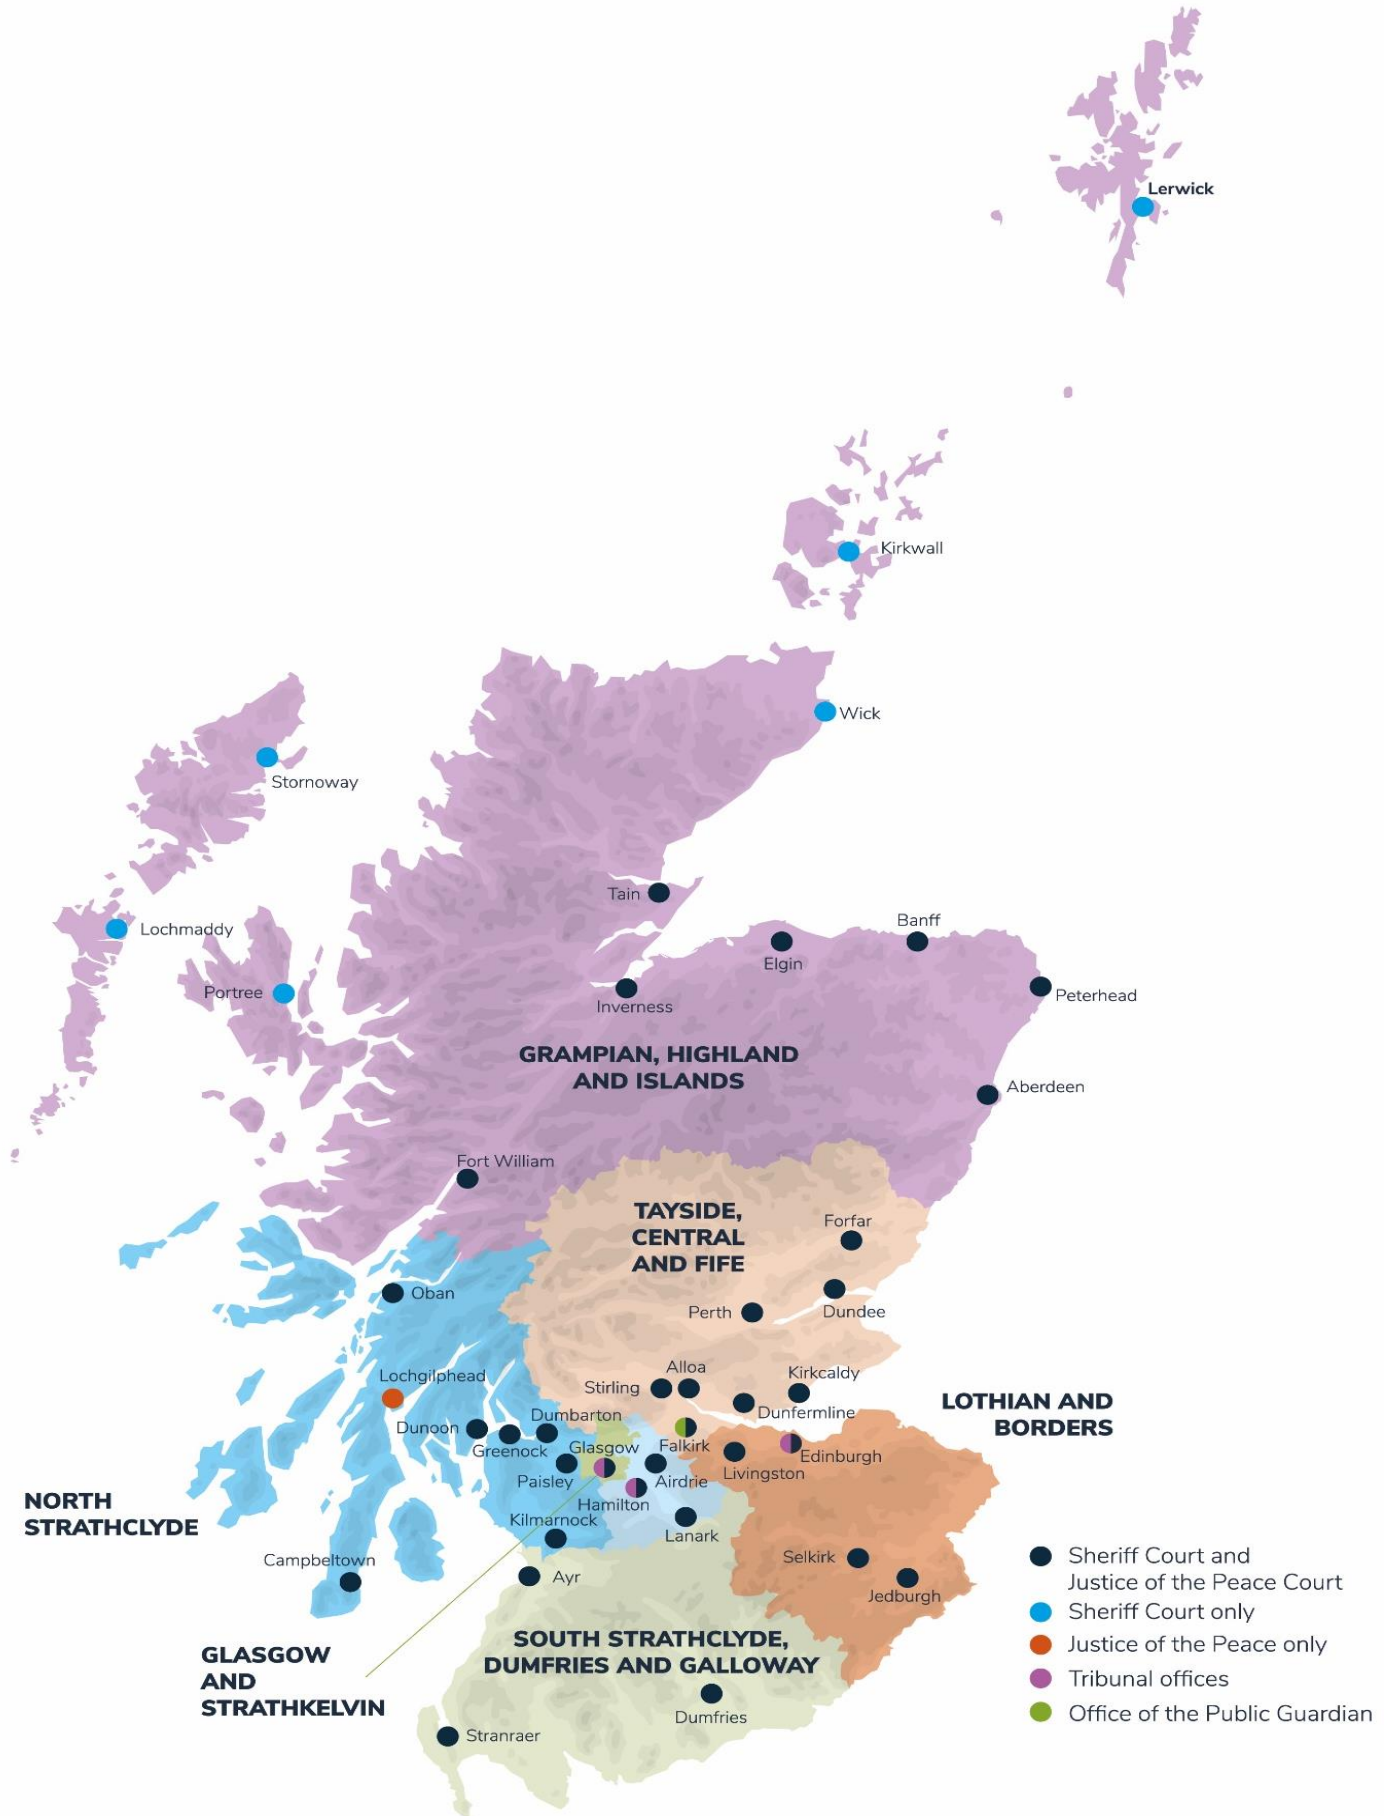 Lerwick
Kirkwall
Wick
Stornoway
Tain
Lochmaddy
Banff
Elgin
Portree
Inverness
Peterhead
GRAMPIAN, HIGHLAND
AND ISLANDS
Aberdeen
Fort William
TAYSIDE,
CENTRAL
AND FIFE
Forfar
Oban
Perth
Dundee
Alloa
Lochgilphead
Stirling
Kirkcaldy
LOTHIAN AND
BORDERS
Dunfermline
Dumbarton
Dunoon
Greenock
Glasgow
Falkirk
Edinburgh
Livingston
Paisley
Airdrie
NORTH
STRATHCLYDE
Hamilton
Kilmarnock
Lanark
Campbeltown
Ayr
Selkirk
Jedburgh
Sheriff Court and
Justice of the Peace Court
Sheriff Court only
Justice of the Peace only
Tribunal offices
Office of the Public Guardian
GLASGOW
AND
STRATHKELVIN
SOUTH STRATHCLYDE,
DUMFRIES AND GALLOWAY
Dumfries
Stranraer